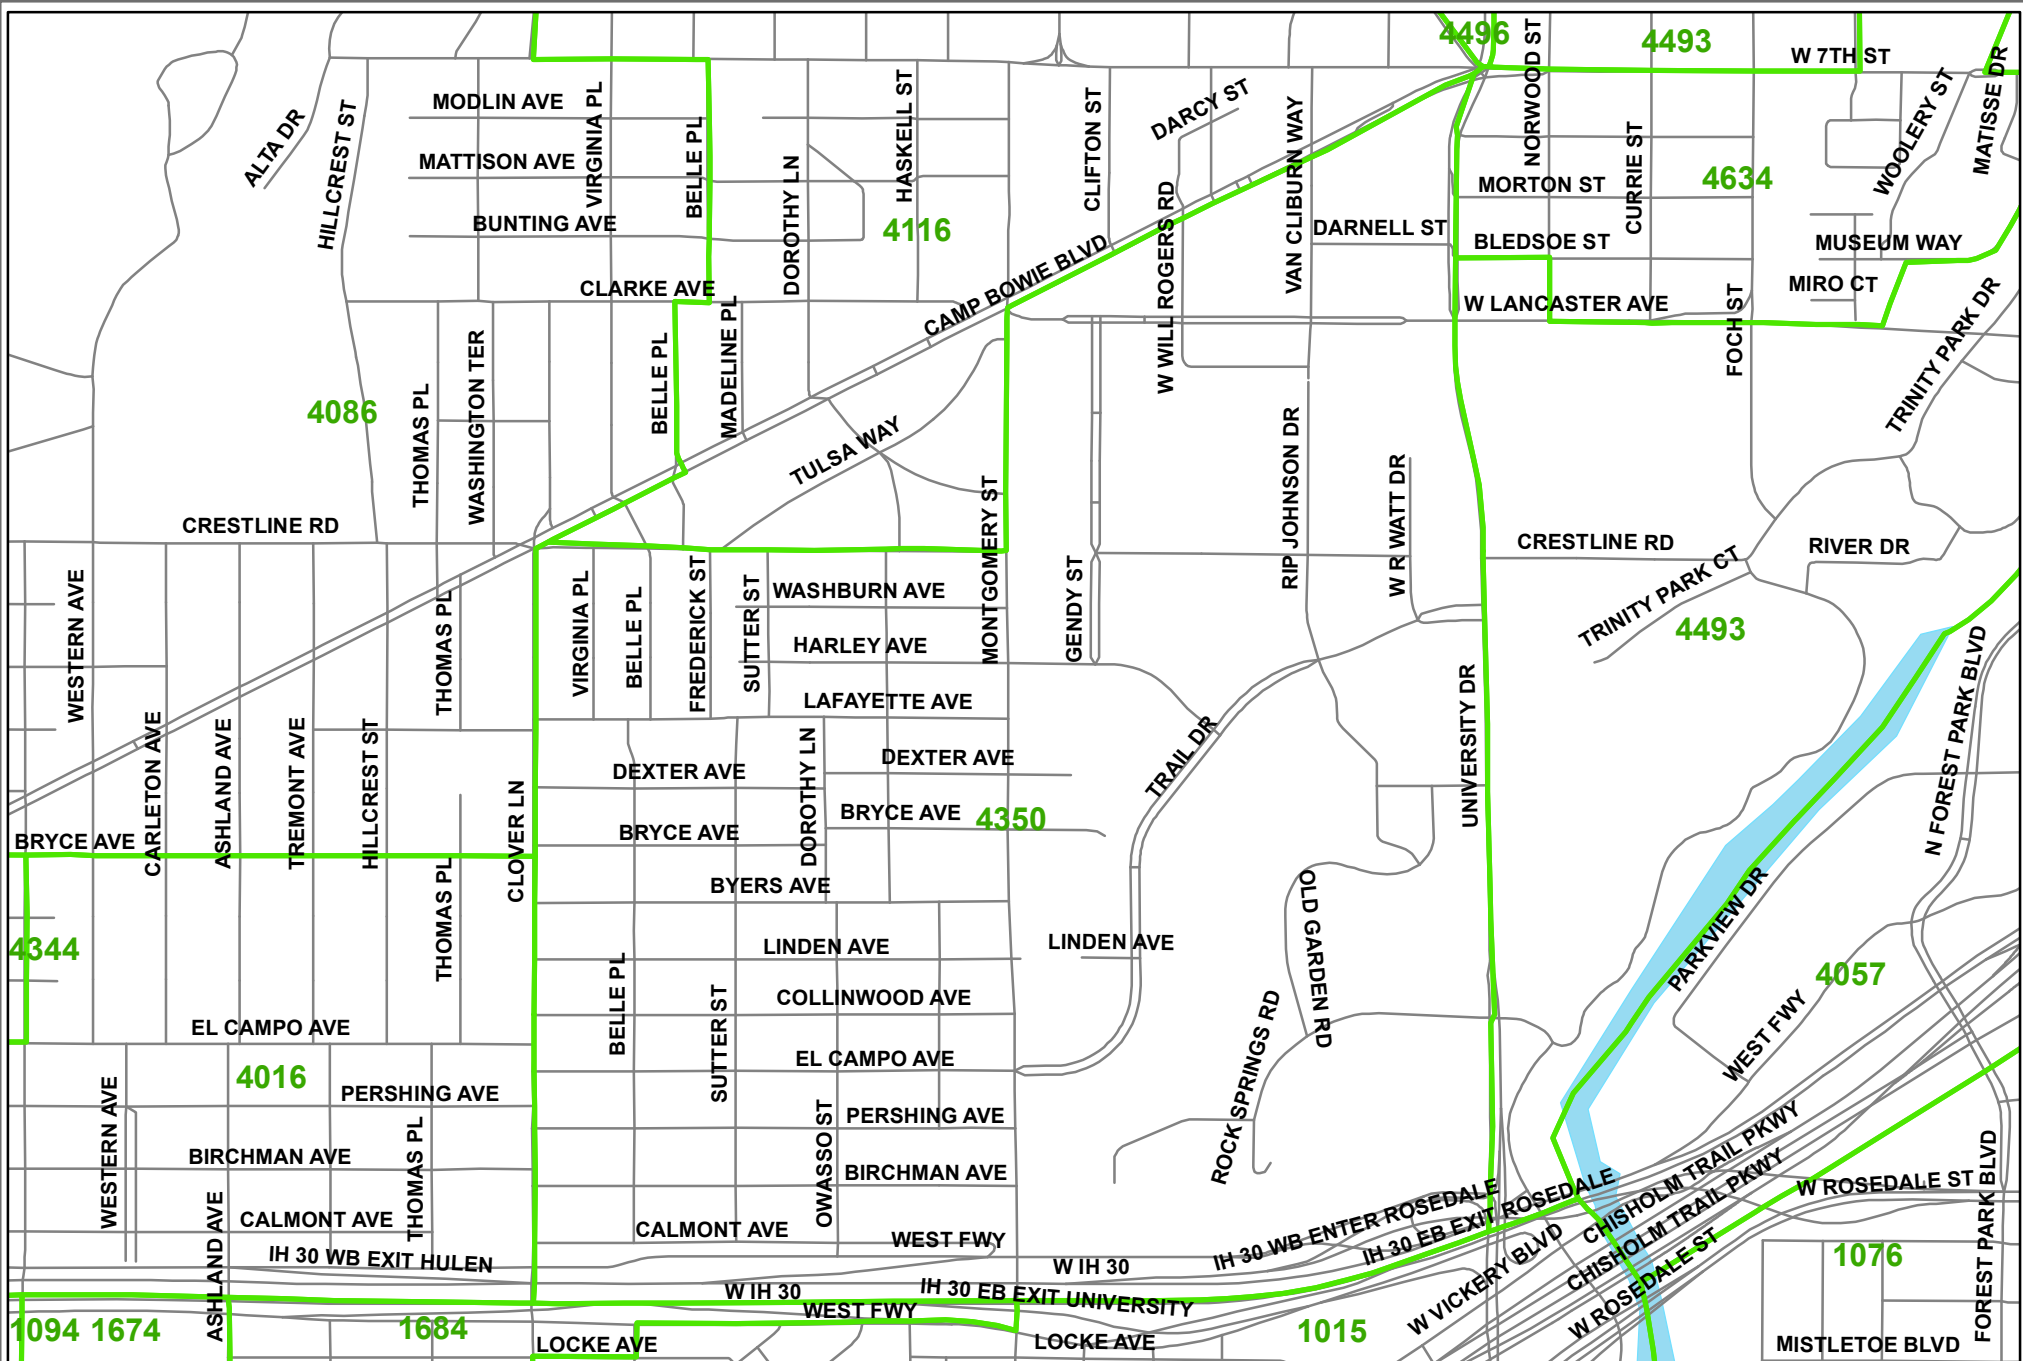 4496
4493
W 7TH ST
NORWOOD ST
MATISSE DR
MODLIN AVE
VIRGINIA PL
HASKELL ST
CLIFTON ST
DARCY ST
WOOLERY ST
ALTA DR
HILLCREST ST
BELLE PL
VAN CLIBURN WAY
CURRIE ST
MATTISON AVE
DOROTHY LN
MORTON ST
4634
BUNTING AVE
4116
W WILL ROGERS RD
DARNELL ST
BLEDSOE ST
MUSEUM WAY
CLARKE AVE
CAMP BOWIE BLVD
W LANCASTER AVE
MIRO CT
FOCH ST
TRINITY PARK DR
WASHINGTON TER
BELLE PL
MADELINE PL
4086
THOMAS PL
TULSA WAY
RIP JOHNSON DR
W R WATT DR
CRESTLINE RD
MONTGOMERY ST
CRESTLINE RD
RIVER DR
WESTERN AVE
THOMAS PL
VIRGINIA PL
BELLE PL
FREDERICK ST
SUTTER ST
WASHBURN AVE
GENDY ST
TRINITY PARK CT
4493
HARLEY AVE
N FOREST PARK BLVD
LAFAYETTE AVE
UNIVERSITY DR
CARLETON AVE
ASHLAND AVE
TREMONT AVE
HILLCREST ST
TRAIL DR
DEXTER AVE
DOROTHY LN
DEXTER AVE
CLOVER LN
BRYCE AVE
BRYCE AVE
BRYCE AVE
4350
THOMAS PL
BYERS AVE
OLD GARDEN RD
PARKVIEW DR
4344
LINDEN AVE
LINDEN AVE
4057
BELLE PL
SUTTER ST
COLLINWOOD AVE
EL CAMPO AVE
ROCK SPRINGS RD
WEST FWY
EL CAMPO AVE
4016
PERSHING AVE
WESTERN AVE
OWASSO ST
PERSHING AVE
THOMAS PL
BIRCHMAN AVE
BIRCHMAN AVE
CHISHOLM TRAIL PKWY
CHISHOLM TRAIL PKWY
W ROSEDALE ST
FOREST PARK BLVD
ASHLAND AVE
CALMONT AVE
CALMONT AVE
WEST FWY
IH 30 WB ENTER ROSEDALE
IH 30 EB EXIT ROSEDALE
IH 30 WB EXIT HULEN
W IH 30
W VICKERY BLVD
W ROSEDALE ST
1076
W IH 30
IH 30 EB EXIT UNIVERSITY
WEST FWY
1094
1674
1684
LOCKE AVE
LOCKE AVE
1015
MISTLETOE BLVD